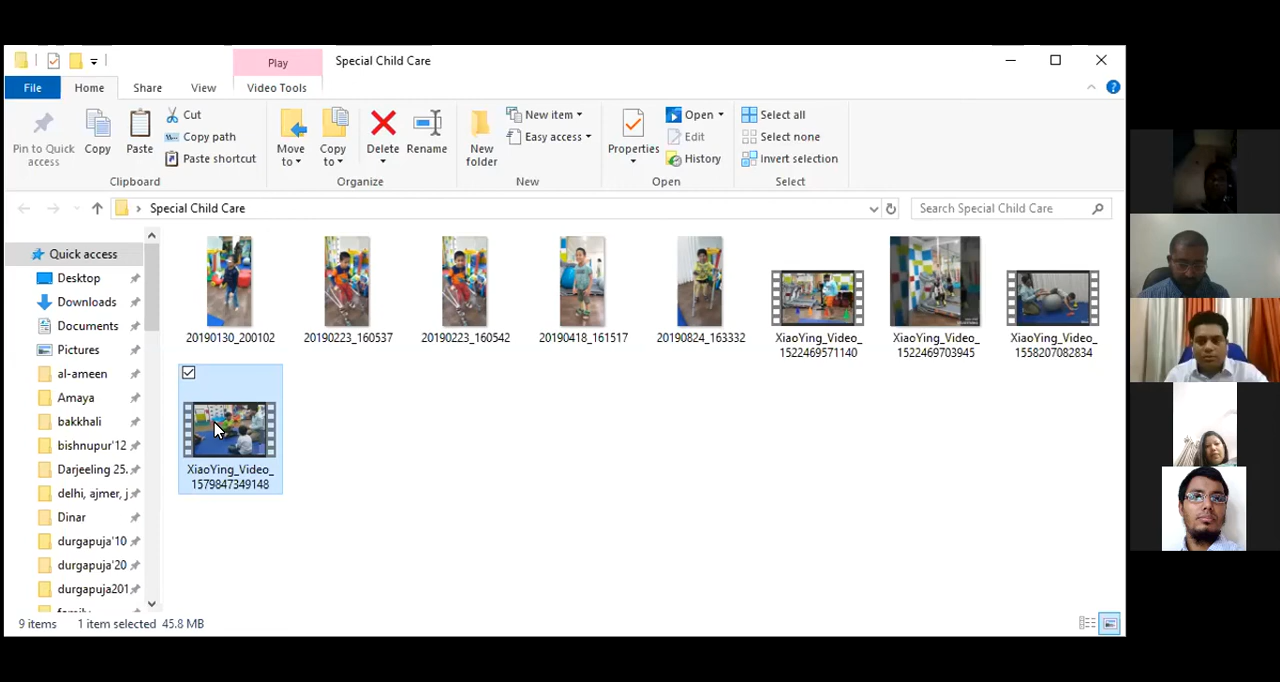 Play
Special Child Care
File
Home
Share
View
Video Tools
Pin to Quick
access
Copy
Paste
Cut
Copy path
Paste shortcut
Clipboard
Move
to
Copy
to
Delete
Rename
Organize
New
folder
New item
Easy access
New
Properties
Open
Edit
History
Open
Select all
Select none
Invert selection
Select
Special Child Care
Search Special Child Care
Quick access
Desktop
Downloads
Documents
Pictures
al-ameen
Amaya
bakkhali
bishnupur'12
Darjeeling 25.
delhi, ajmer, j
Dinar
durgapuja'10
durgapuja'20
durgapuja201
20190130_200102
20190223_160537
20190223_160542
20190418_161517
20190824_163332
XiaoYing_Video_
1522469571140
XiaoYing_Video_
1522469703945
XiaoYing_Video_
1558207082834
XiaoYing_Video_
1579847349148
9 items
1 item selected 45.8 MB